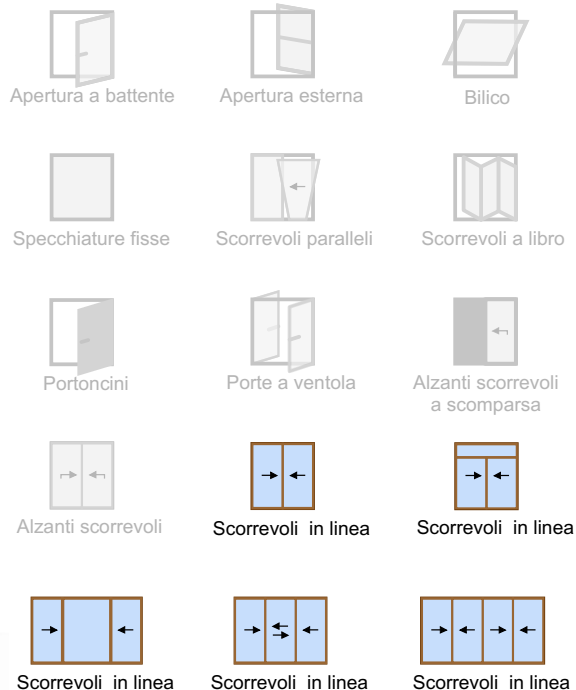 Apertura a battente
Apertura esterna
Bilico
Specchiature fisse
Scorrevoli paralleli
Scorrevoli a libro
Portoncini
Porte a ventola
Alzanti scorrevoli
a scomparsa
Alzanti scorrevoli
Scorrevoli in linea
Scorrevoli in linea
Scorrevoli in linea
Scorrevoli in linea
Scorrevoli in linea